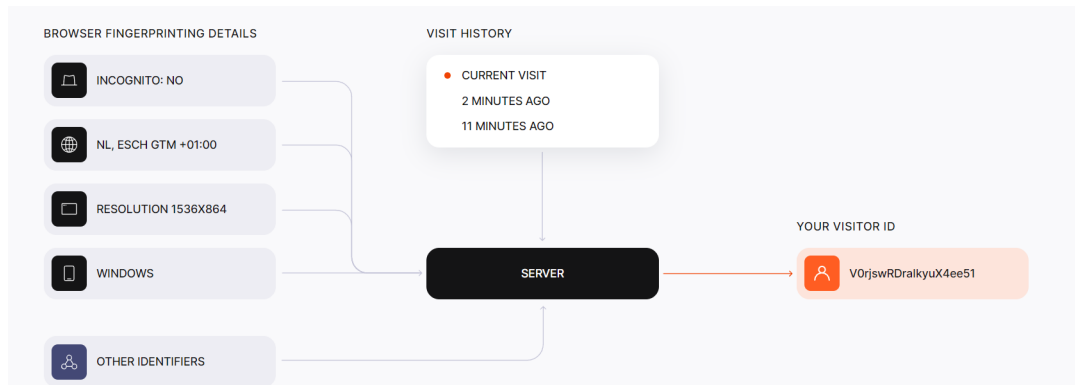 BROWSER FINGERPRINTING DETAILS
INCOGNITO: NO
NL, ESCH GTM +01:00
RESOLUTION 1536X864
WINDOWS
OTHER IDENTIFIERS
VISIT HISTORY
CURRENT VISIT
2 MINUTES AGO
11 MINUTES AGO
SERVER
YOUR VISITOR ID
V0rjswRDraIkyuX4ee51